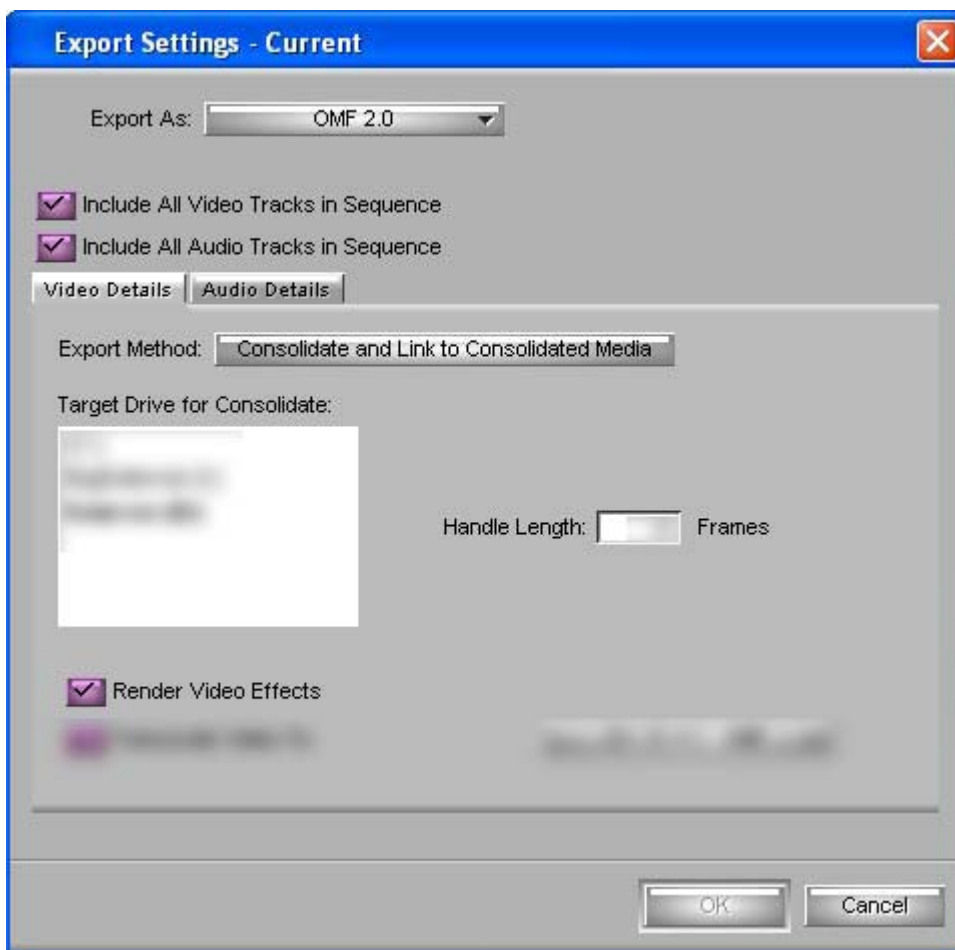 Export Settings - Current
Export As: OMF 2.0
Include All Video Tracks in Sequence
Include All Audio Tracks in Sequence
Video Details Audio Details
Export Method: Consolidate and Link to Consolidated Media
Target Drive for Consolidate:
Handle Length: Frames
Render Video Effects
OK Cancel